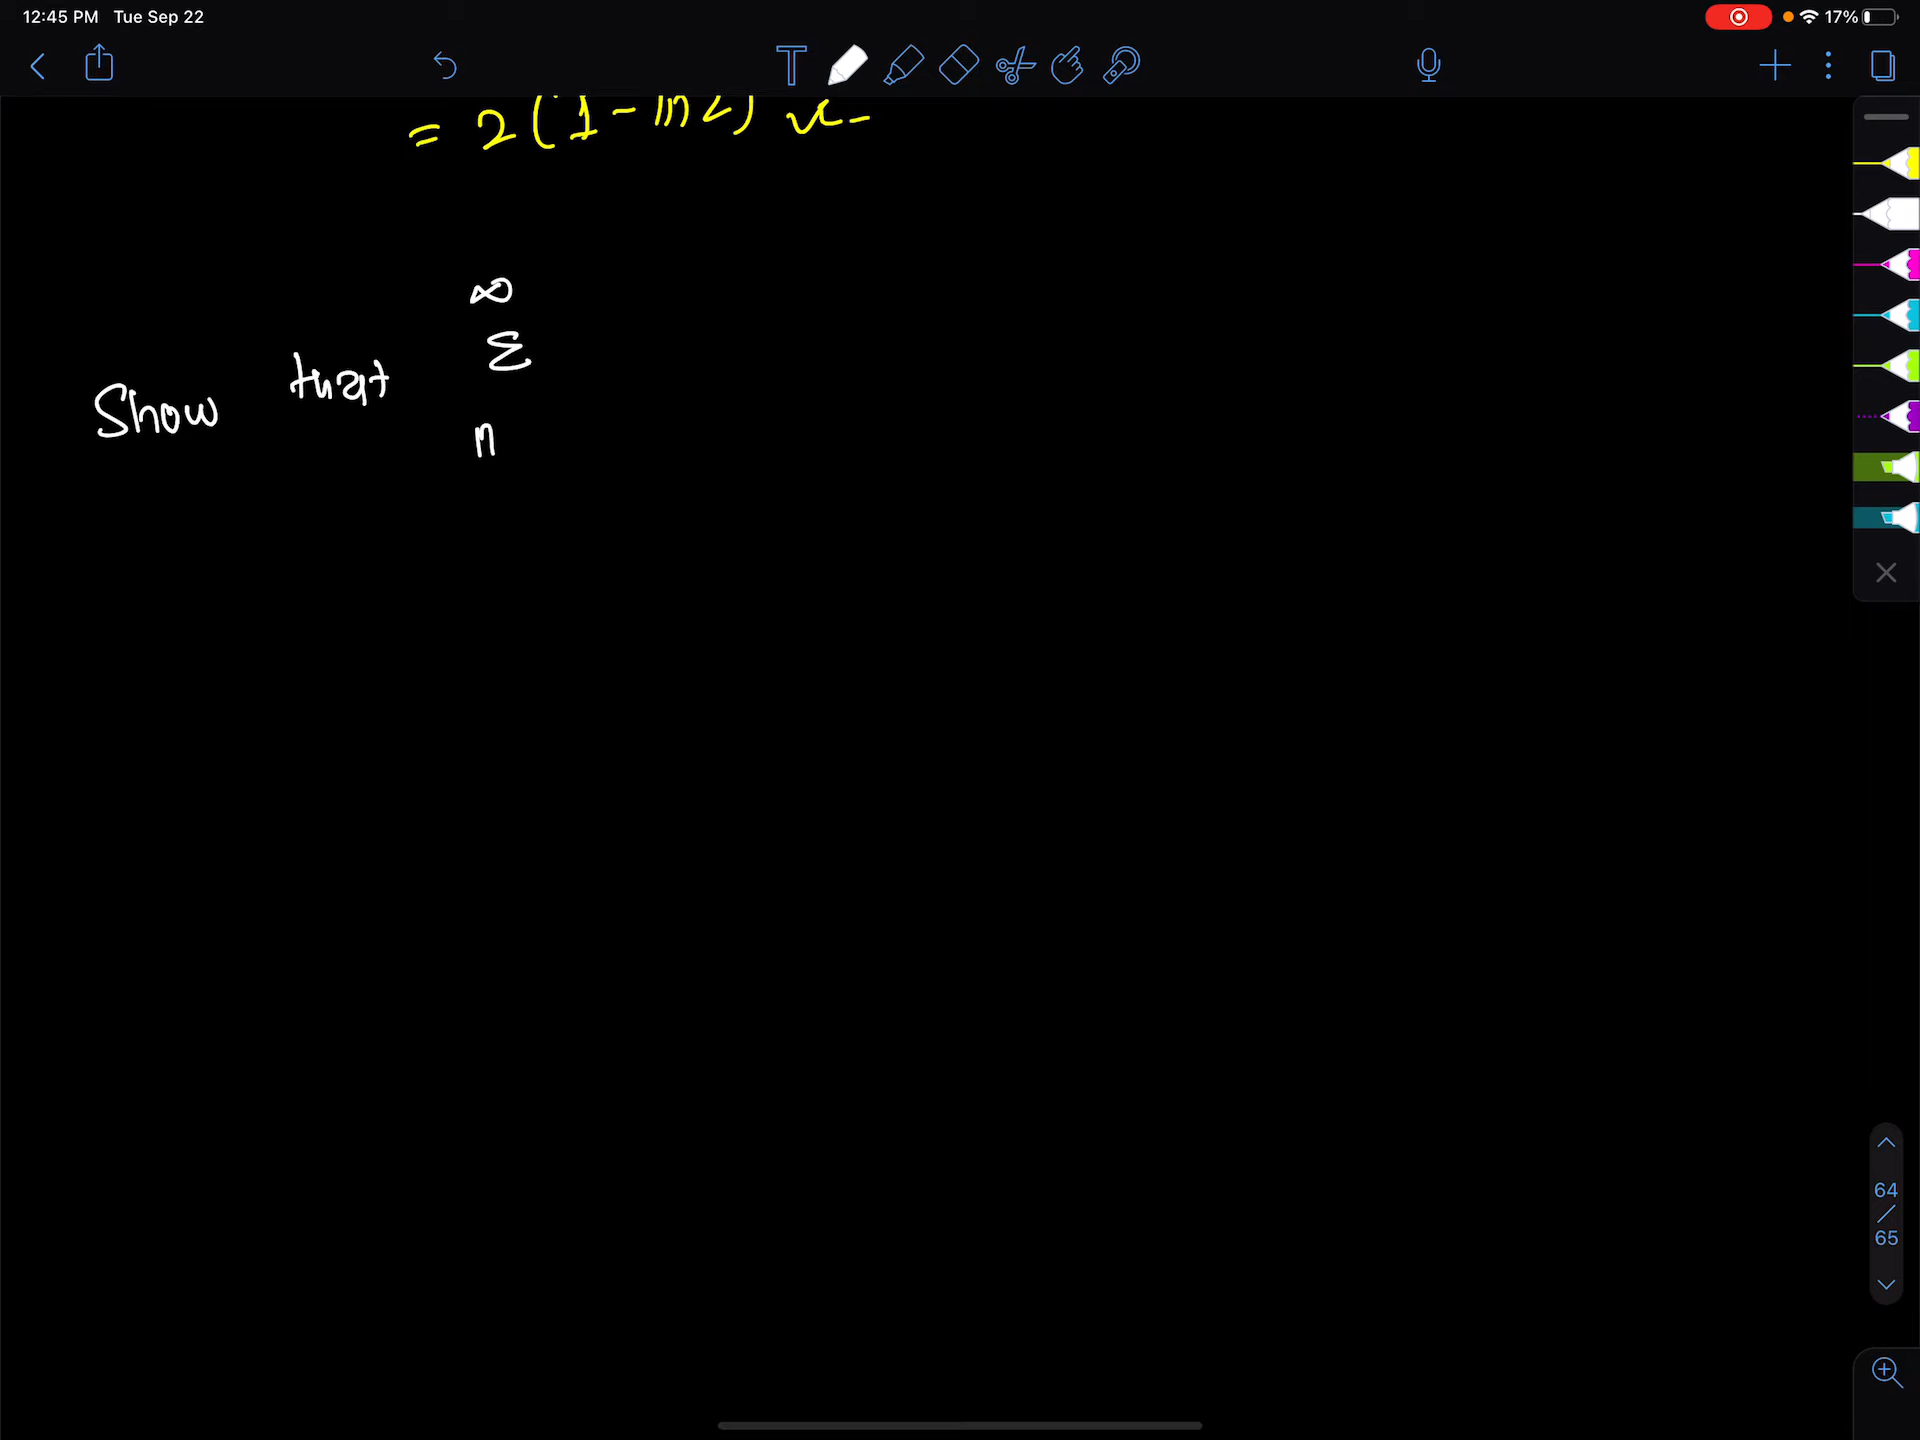 12:45 PM Tue Sep 22
17%
T
= 2 (1 - ln 2)
∞
Σ
Show that
n
64
/
65